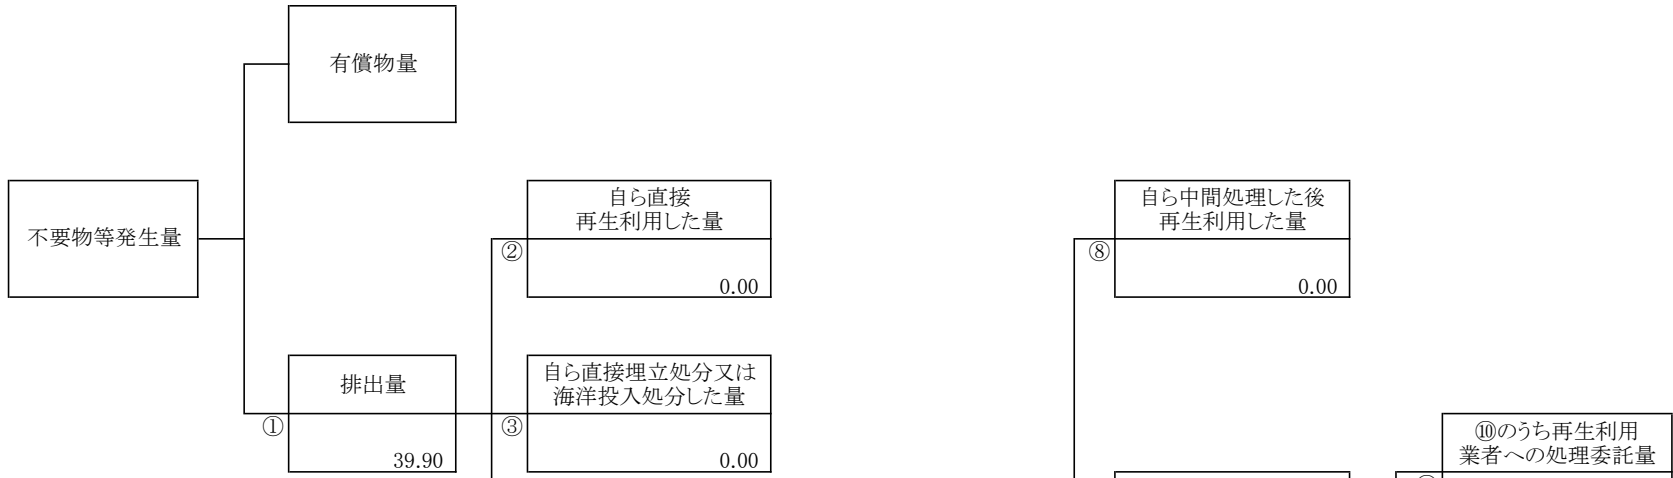 有償物量
不要物等発生量
自ら直接
再生利用した量
②
0.00
自ら中間処理した後
再生利用した量
⑧
0.00
排出量
①
39.90
自ら直接埋立処分又は
海洋投入処分した量
③
0.00
⑩のうち再生利用
業者への処理委託量